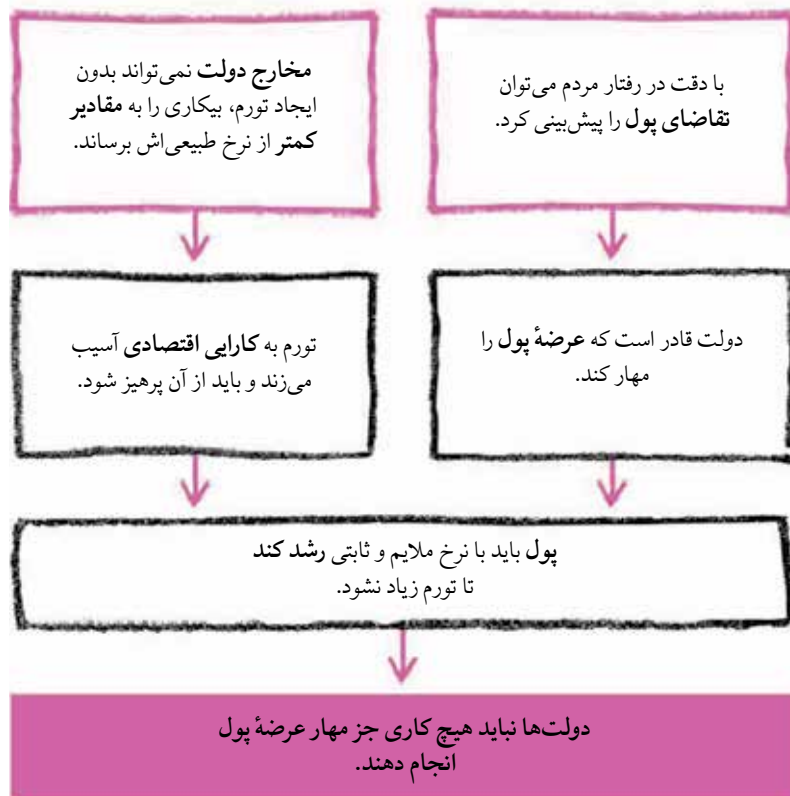 با دقت در رفتار مردم می‌توان
تقاضای پول را پیش‌بینی کرد.
مخارج دولت نمی‌تواند بدون
ایجاد تورم، بیکاری را به مقادیر
کمتر از نرخ طبیعی‌اش برساند.
دولت قادر است که عرضهٔ پول را
مهار کند.
تورم به کارایی اقتصادی آسیب
می‌زند و باید از آن پرهیز شود.
پول باید با نرخ ملایم و ثابتی رشد کند
تا تورم زیاد نشود.
دولت‌ها نباید هیچ کاری جز مهار عرضهٔ پول
انجام دهند.